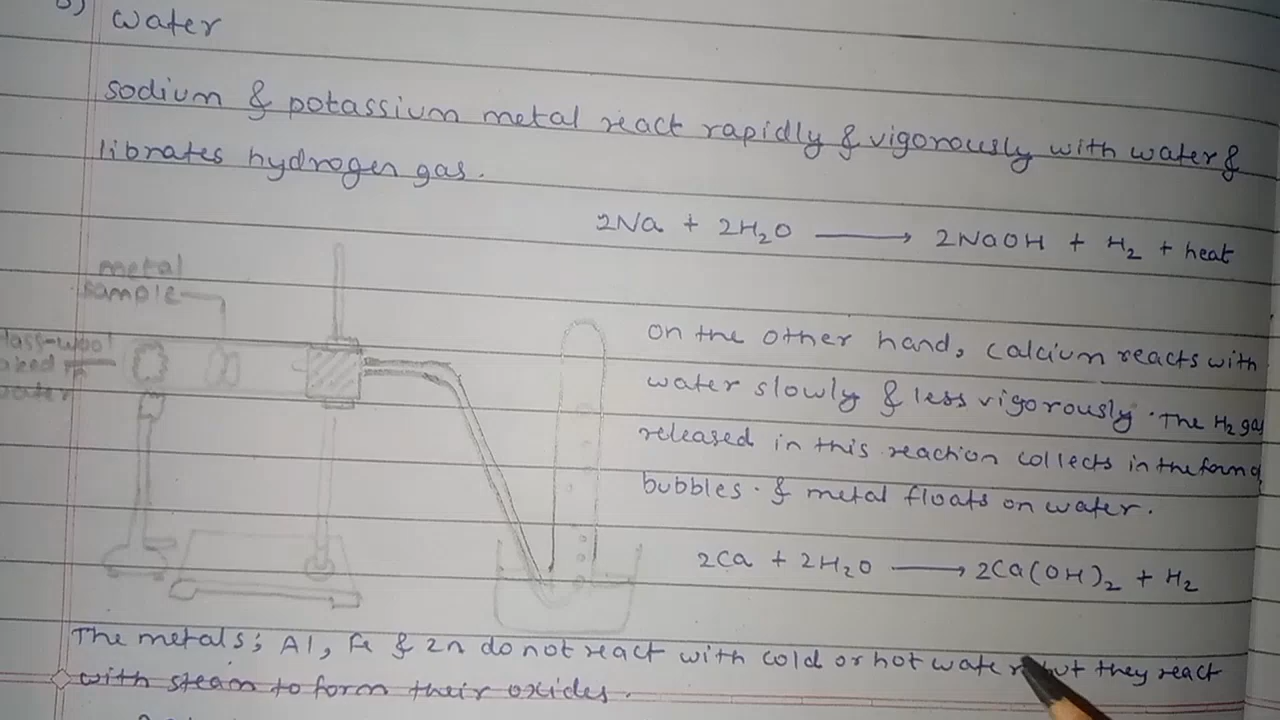 water
sodium & potassium metal react rapidly & vigorously with water &
librates hydrogen gas.
2Na + 2H₂O ⟶ 2NaOH + H₂ + heat
metal
sample
on the other hand, calcium reacts with
water slowly & less vigorously. The H₂ gas
released in this reaction collects in the form of
bubbles. & metal floats on water.
2Ca + 2H₂O ⟶ 2Ca(OH)₂ + H₂
The metals; Al, Fe & Zn do not react with cold or hot water but they react
with steam to form their oxides.